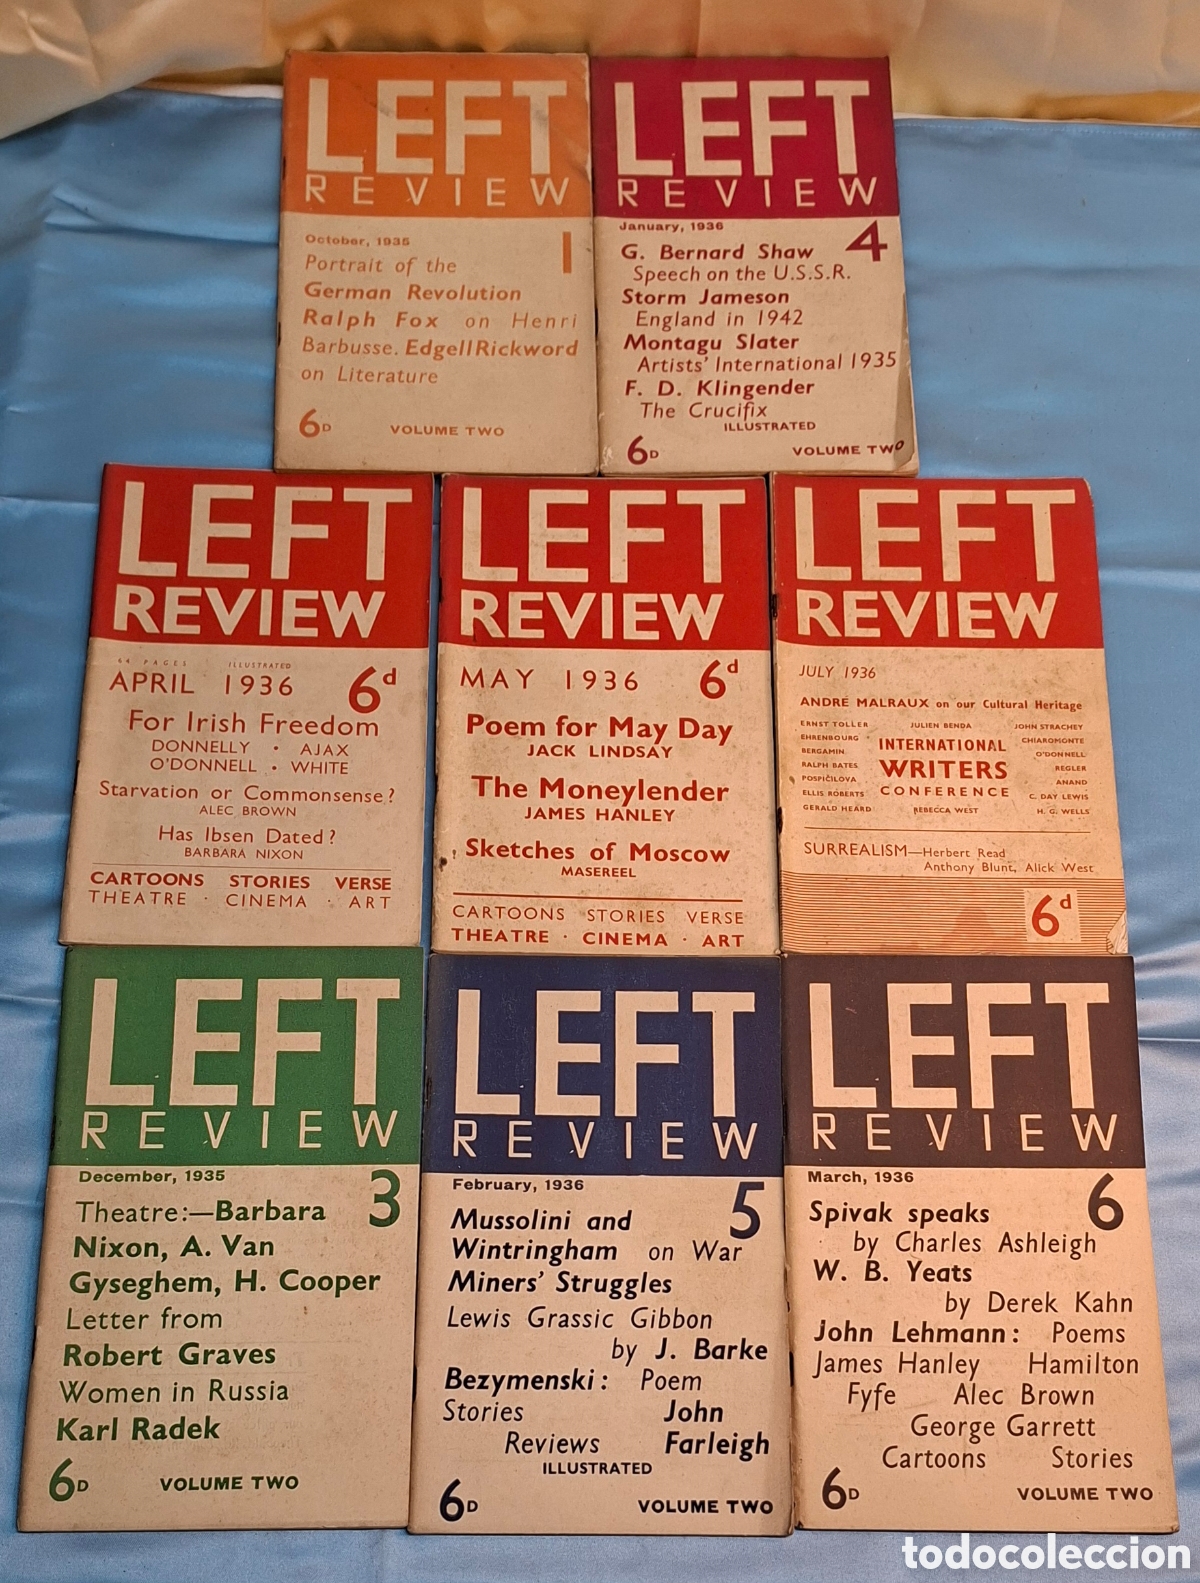 LEFT
REVIEW
October, 1935
1
Portrait of the
German Revolution
Ralph Fox on Henri
Barbusse. Edgell Rickword
on Literature
6D VOLUME TWO
LEFT
REVIEW
January, 1936
4
G. Bernard Shaw
Speech on the U.S.S.R.
Storm Jameson
England in 1942
Montagu Slater
Artists' International 1935
F. D. Klingender
The Crucifix
ILLUSTRATED
6D VOLUME TWO
LEFT
REVIEW
64 PAGES ILLUSTRATED
APRIL 1936 6d
For Irish Freedom
DONNELLY · AJAX
O'DONNELL · WHITE
Starvation or Commonsense?
ALEC BROWN
Has Ibsen Dated?
BARBARA NIXON
CARTOONS STORIES VERSE
THEATRE · CINEMA · ART
LEFT
REVIEW
MAY 1936 6d
Poem for May Day
JACK LINDSAY
The Moneylender
JAMES HANLEY
Sketches of Moscow
MASEREEL
CARTOONS STORIES VERSE
THEATRE · CINEMA · ART
LEFT
REVIEW
JULY 1936
ANDRÉ MALRAUX on our Cultural Heritage
ERNST TOLLER JULIEN BENDA JOHN STRACHEY
EHRENBOURG CHIAROMONTE
BERGAMIN INTERNATIONAL O'DONNELL
RALPH BATES WRITERS REGLER
POSPIČILOVA CONFERENCE ANAND
ELLIS ROBERTS C. DAY LEWIS
GERALD HEARD REBECCA WEST H. G. WELLS
SURREALISM—Herbert Read
Anthony Blunt, Alick West
6d
LEFT
REVIEW
December, 1935
3
Theatre:—Barbara
Nixon, A. Van
Gyseghem, H. Cooper
Letter from
Robert Graves
Women in Russia
Karl Radek
6D VOLUME TWO
LEFT
REVIEW
February, 1936
5
Mussolini and
Wintringham on War
Miners' Struggles
Lewis Grassic Gibbon
by J. Barke
Bezymenski: Poem
Stories John
Reviews Farleigh
ILLUSTRATED
6D VOLUME TWO
LEFT
REVIEW
March, 1936
6
Spivak speaks
by Charles Ashleigh
W. B. Yeats
by Derek Kahn
John Lehmann: Poems
James Hanley Hamilton
Fyfe Alec Brown
George Garrett
Cartoons Stories
6D VOLUME TWO
todocoleccion